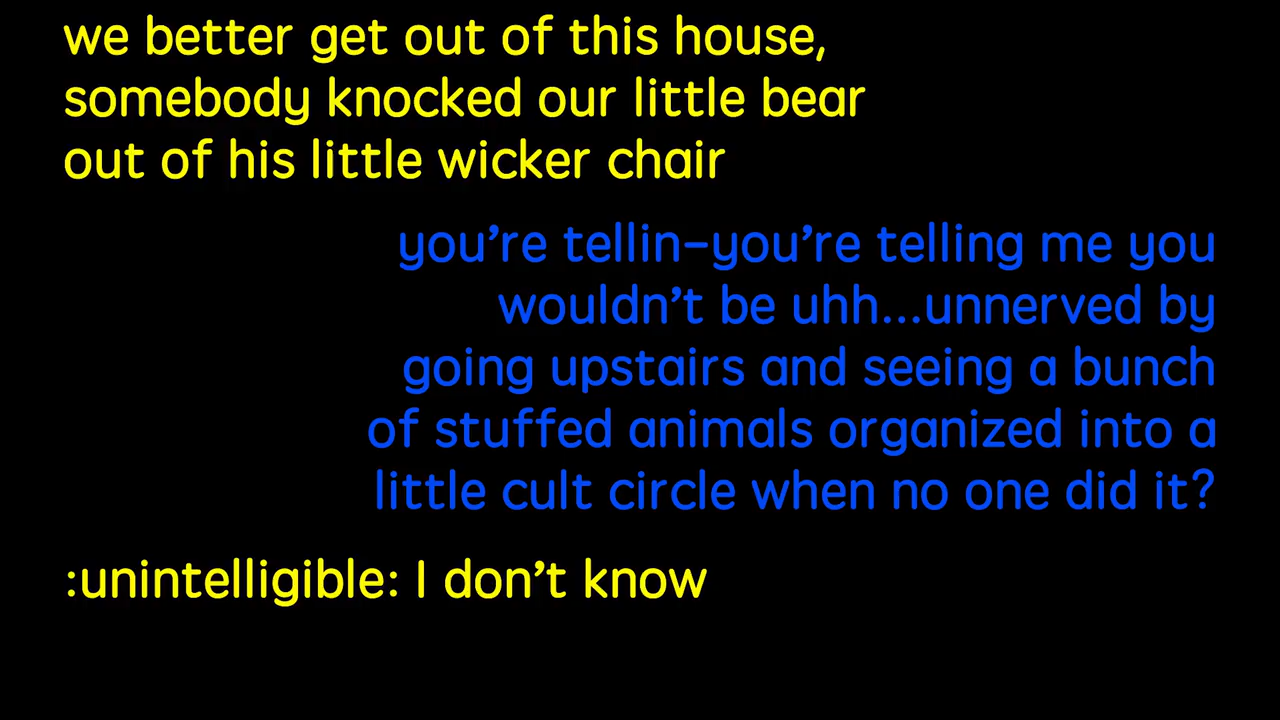 we better get out of this house,
somebody knocked our little bear
out of his little wicker chair
you’re tellin–you’re telling me you
wouldn’t be uhh...unnerved by
going upstairs and seeing a bunch
of stuffed animals organized into a
little cult circle when no one did it?
:unintelligible: I don’t know